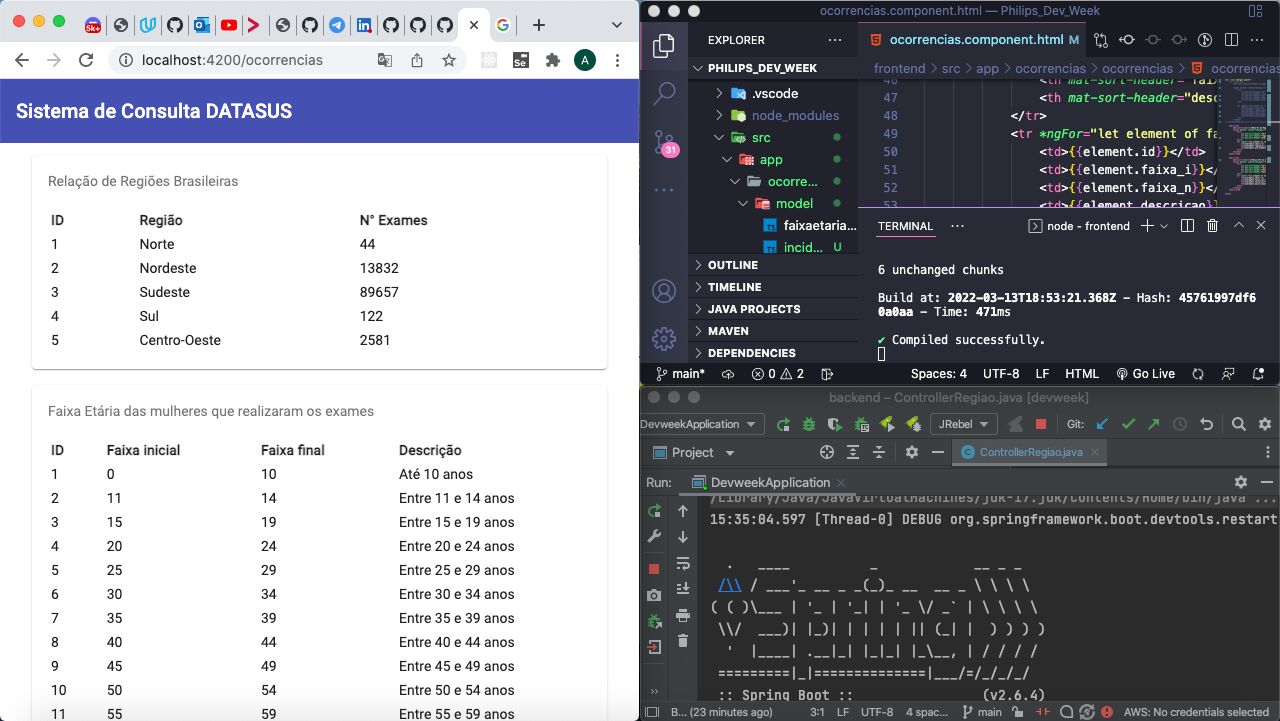 5k+
localhost:4200/ocorrencias
Se
A
Sistema de Consulta DATASUS
Relação de Regiões Brasileiras
ID Região N° Exames
1 Norte 44
2 Nordeste 13832
3 Sudeste 89657
4 Sul 122
5 Centro-Oeste 2581
Faixa Etária das mulheres que realizaram os exames
ID Faixa inicial Faixa final Descrição
1 0 10 Até 10 anos
2 11 14 Entre 11 e 14 anos
3 15 19 Entre 15 e 19 anos
4 20 24 Entre 20 e 24 anos
5 25 29 Entre 25 e 29 anos
6 30 34 Entre 30 e 34 anos
7 35 39 Entre 35 e 39 anos
8 40 44 Entre 40 e 44 anos
9 45 49 Entre 45 e 49 anos
10 50 54 Entre 50 e 54 anos
11 55 59 Entre 55 e 59 anos
ocorrencias.component.html — Philips_Dev_Week
EXPLORER
ocorrencias.component.html M
PHILIPS_DEV_WEEK
.vscode
node_modules
src
app
ocorre...
model
faixaetaria...
incid... U
OUTLINE
TIMELINE
JAVA PROJECTS
MAVEN
DEPENDENCIES
31
frontend > src > app > ocorrencias > ocorrencias > ocorrencias
46 <th mat-sort-header="faix
47 <th mat-sort-header="desc
48 </tr>
49 <tr *ngFor="let element of fa
50 <td>{{element.id}}</td>
51 <td>{{element.faixa_i}}</
52 <td>{{element.faixa_n}}</
53 <td>{{element.descricao}}
TERMINAL ... node - frontend
6 unchanged chunks
Build at: 2022-03-13T18:53:21.368Z - Hash: 45761997df6
0a0aa - Time: 471ms
✔ Compiled successfully.
main* 0 2 Spaces: 4 UTF-8 LF HTML Go Live
backend – ControllerRegiao.java [devweek]
DevweekApplication JRebel Git:
Project ControllerRegiao.java
Run: DevweekApplication
/Library/Java/JavaVirtualMachines/jdk-17.jdk/Contents/Home/bin/java ...
15:35:04.597 [Thread-0] DEBUG org.springframework.boot.devtools.restart
:: Spring Boot :: (v2.6.4)
B... (23 minutes ago) 3:1 LF UTF-8 4 spac... main AWS: No credentials selected